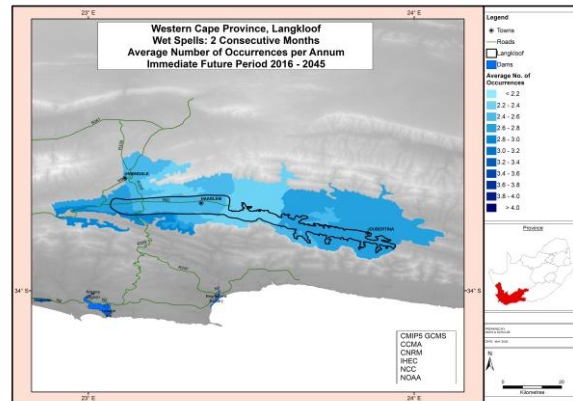 Western Cape Province, Langkloof
Wet Spells: 2 Consecutive Months
Average Number of Occurrences per Annum
Immediate Future Period 2016 - 2045
23°E
24°E
UNIONDALE
HAARLEM
JOUBERTINA
34°S
34°S
CMIP5 GCMS
CCMA
CNRM
IHEC
NCC
NOAA
23°E
24°E
Legend
Towns
Roads
Langkloof
Dams
Average No. of
Occurrences
< 2.2
2.2 - 2.4
2.4 - 2.6
2.6 - 2.8
2.8 - 3.0
3.0 - 3.2
3.2 - 3.4
3.4 - 3.6
3.6 - 3.8
3.8 - 4.0
> 4.0
Province
N
Kilometres